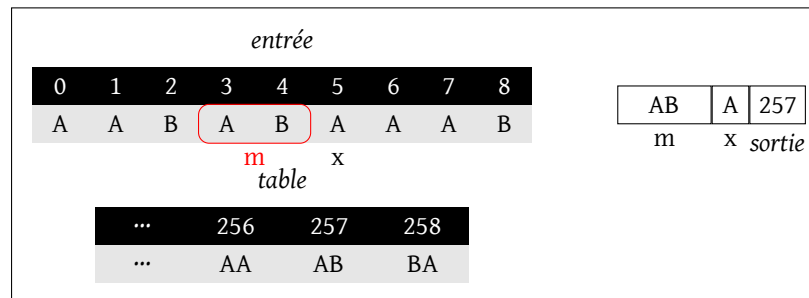 entrée
0 1 2 3 4 5 6 7 8
A A B A B A A A B
m x
table
… 256 257 258
… AA AB BA
AB A 257
m x sortie